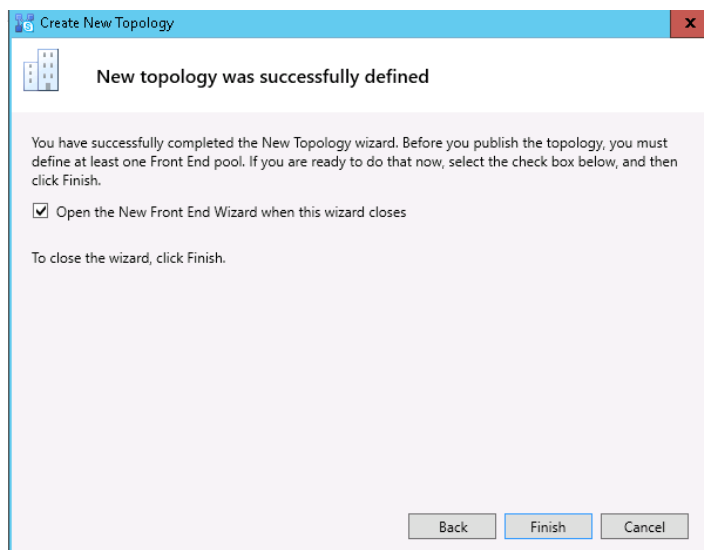 Create New Topology
x
New topology was successfully defined
You have successfully completed the New Topology wizard. Before you publish the topology, you must
define at least one Front End pool. If you are ready to do that now, select the check box below, and then
click Finish.
Open the New Front End Wizard when this wizard closes
To close the wizard, click Finish.
Back Finish Cancel